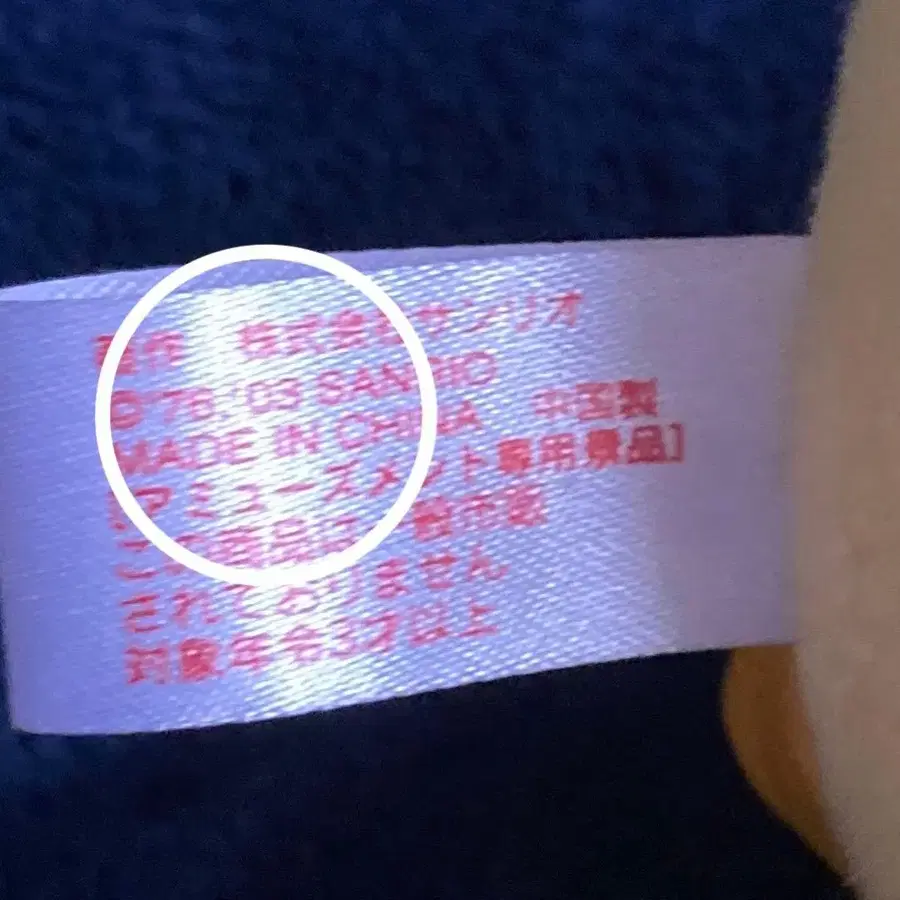 製作 株式会社サンリオ
©'76,'03 SANRIO
MADE IN CHINA 中国製
[アミューズメント専用景品]
この商品は一般市販
されておりません
対象年令3才以上